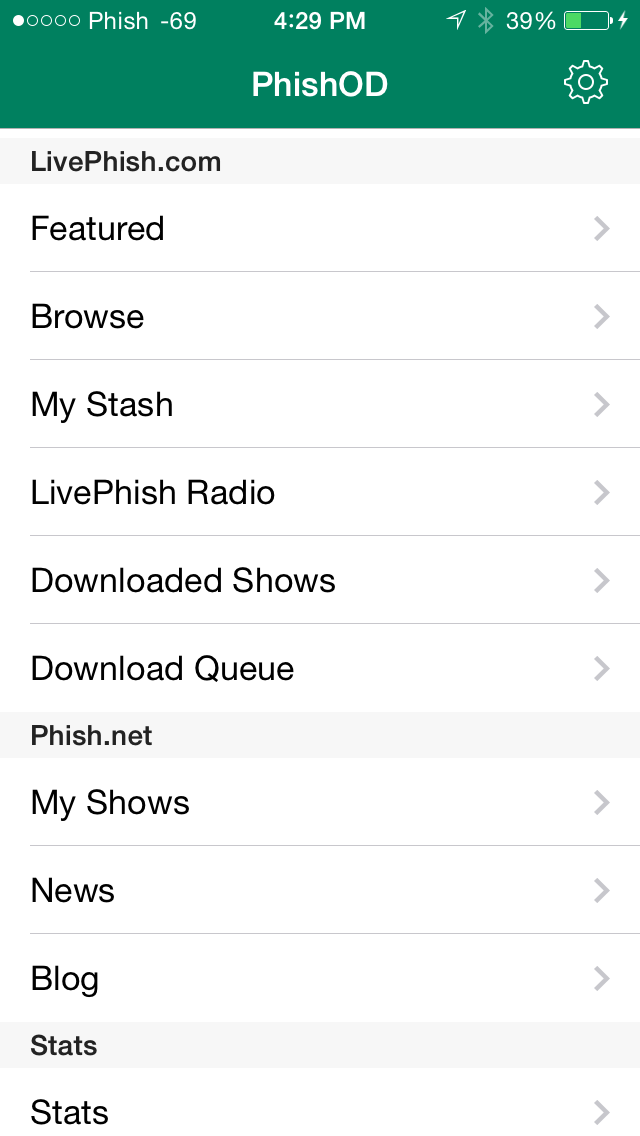 Phish -69 4:29 PM 39%
PhishOD
LivePhish.com
Featured
Browse
My Stash
LivePhish Radio
Downloaded Shows
Download Queue
Phish.net
My Shows
News
Blog
Stats
Stats